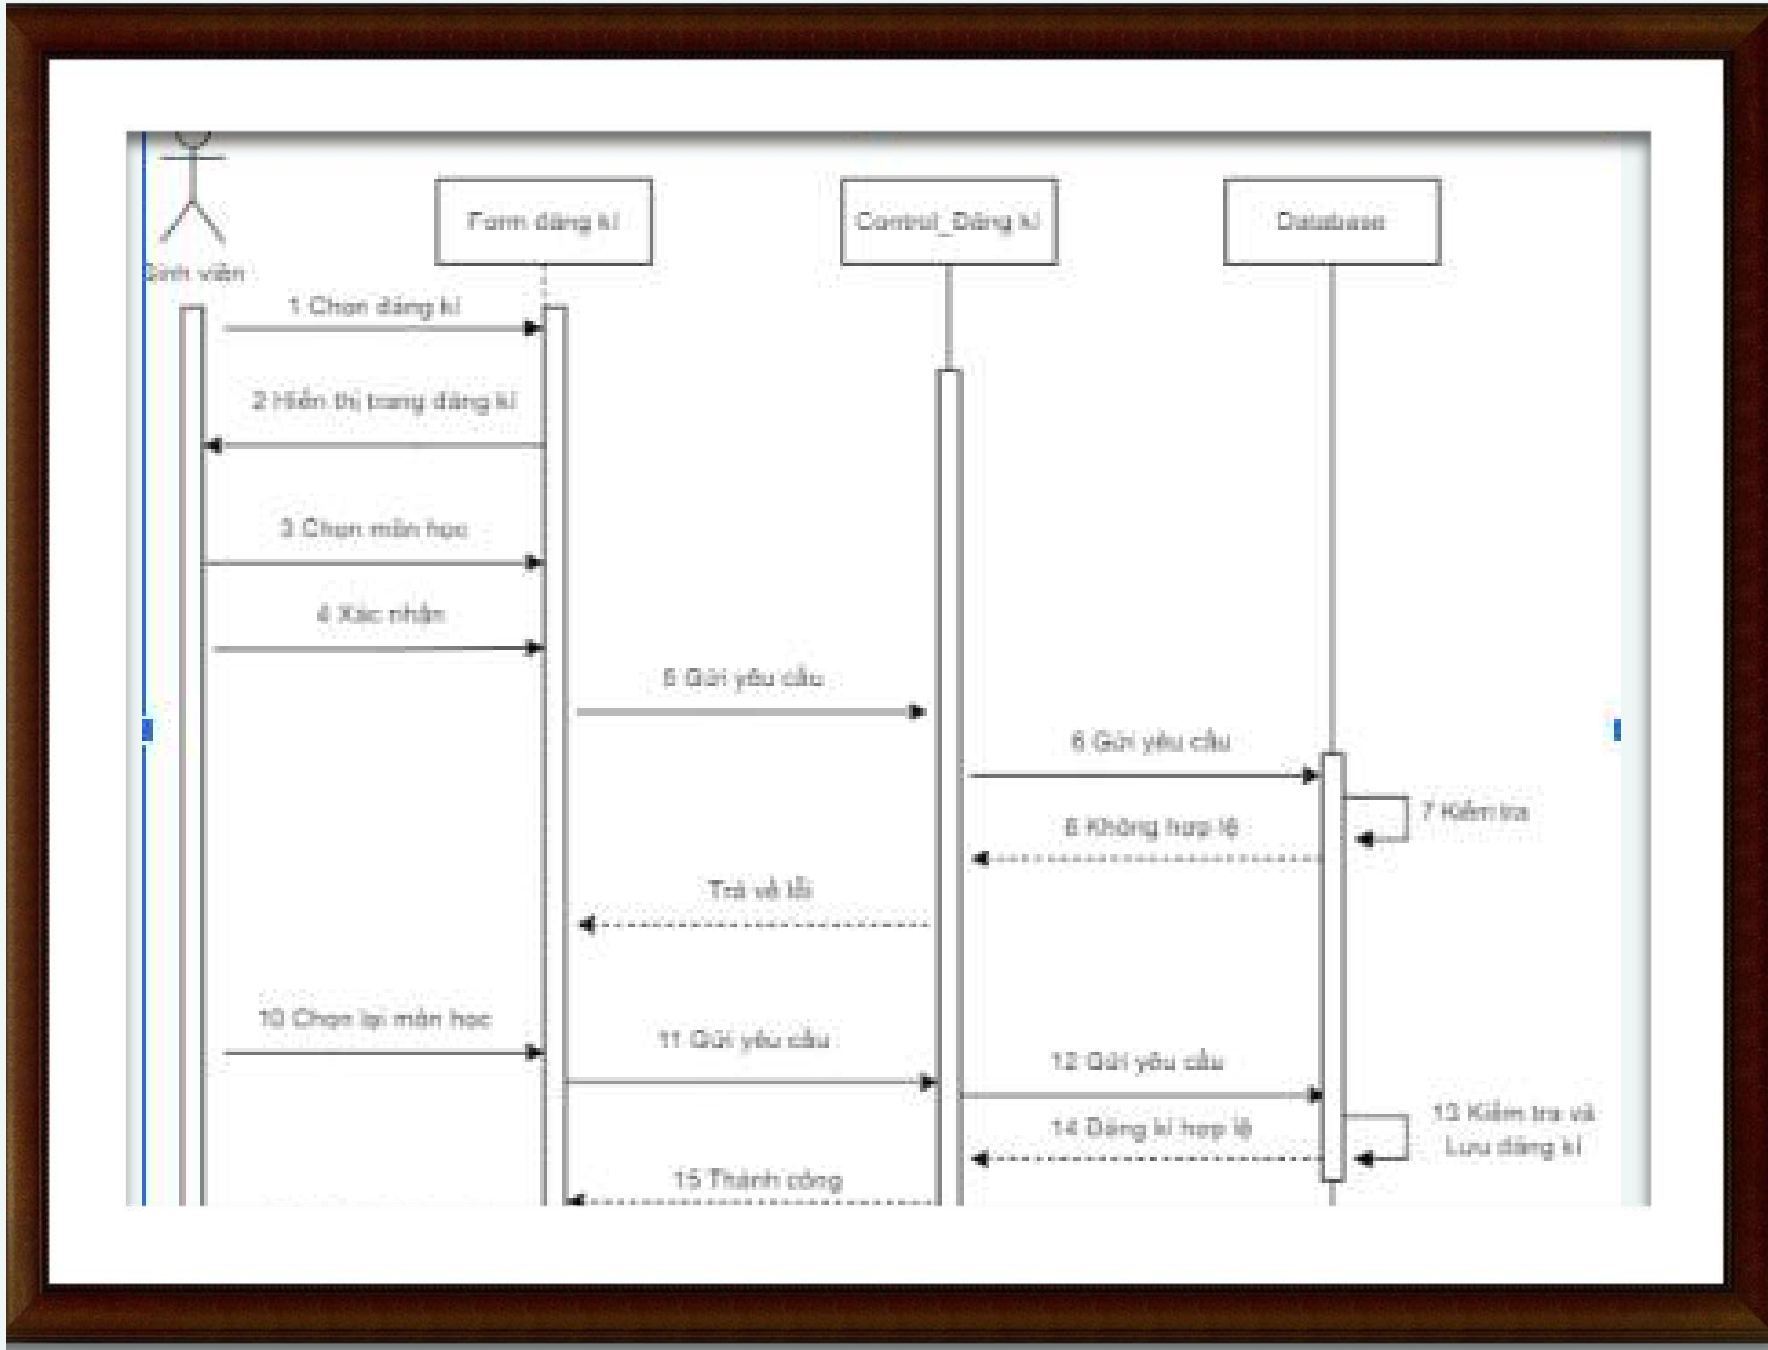 Form đăng kí
Control_Đăng kí
Database
Sinh viên
1 Chọn đăng kí
2 Hiển thị trang đăng kí
3 Chọn môn học
4 Xác nhận
5 Gửi yêu cầu
6 Gửi yêu cầu
7 Kiểm tra
8 Không hợp lệ
Trả về lỗi
10 Chọn lại môn học
11 Gửi yêu cầu
12 Gửi yêu cầu
13 Kiểm tra và
Lưu đăng kí
14 Đăng kí hợp lệ
15 Thành công